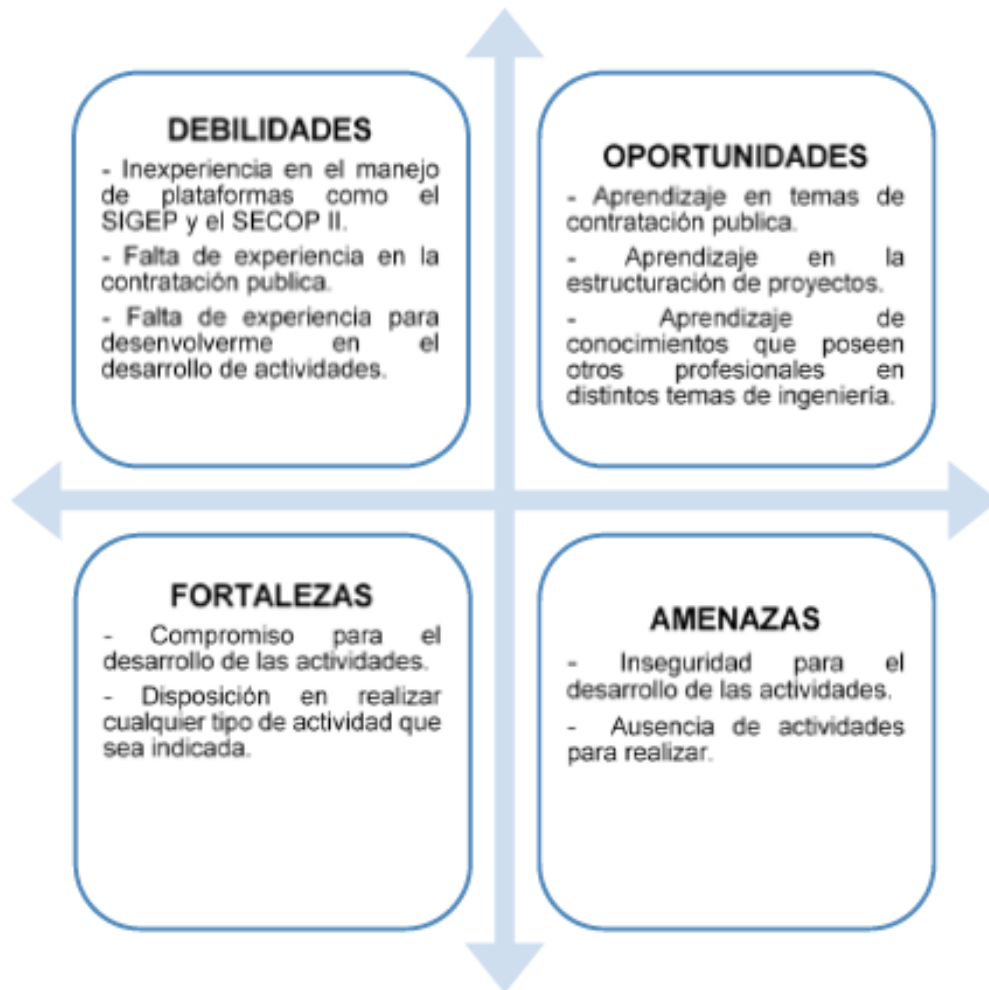 DEBILIDADES
- Inexperiencia en el manejo
de plataformas como el
SIGEP y el SECOP II.
- Falta de experiencia en la
contratación publica.
- Falta de experiencia para
desenvolverme en el
desarrollo de actividades.
OPORTUNIDADES
- Aprendizaje en temas de
contratación publica.
- Aprendizaje en la
estructuración de proyectos.
- Aprendizaje de
conocimientos que poseen
otros profesionales en
distintos temas de ingeniería.
FORTALEZAS
- Compromiso para el
desarrollo de las actividades.
- Disposición en realizar
cualquier tipo de actividad que
sea indicada.
AMENAZAS
- Inseguridad para el
desarrollo de las actividades.
- Ausencia de actividades
para realizar.